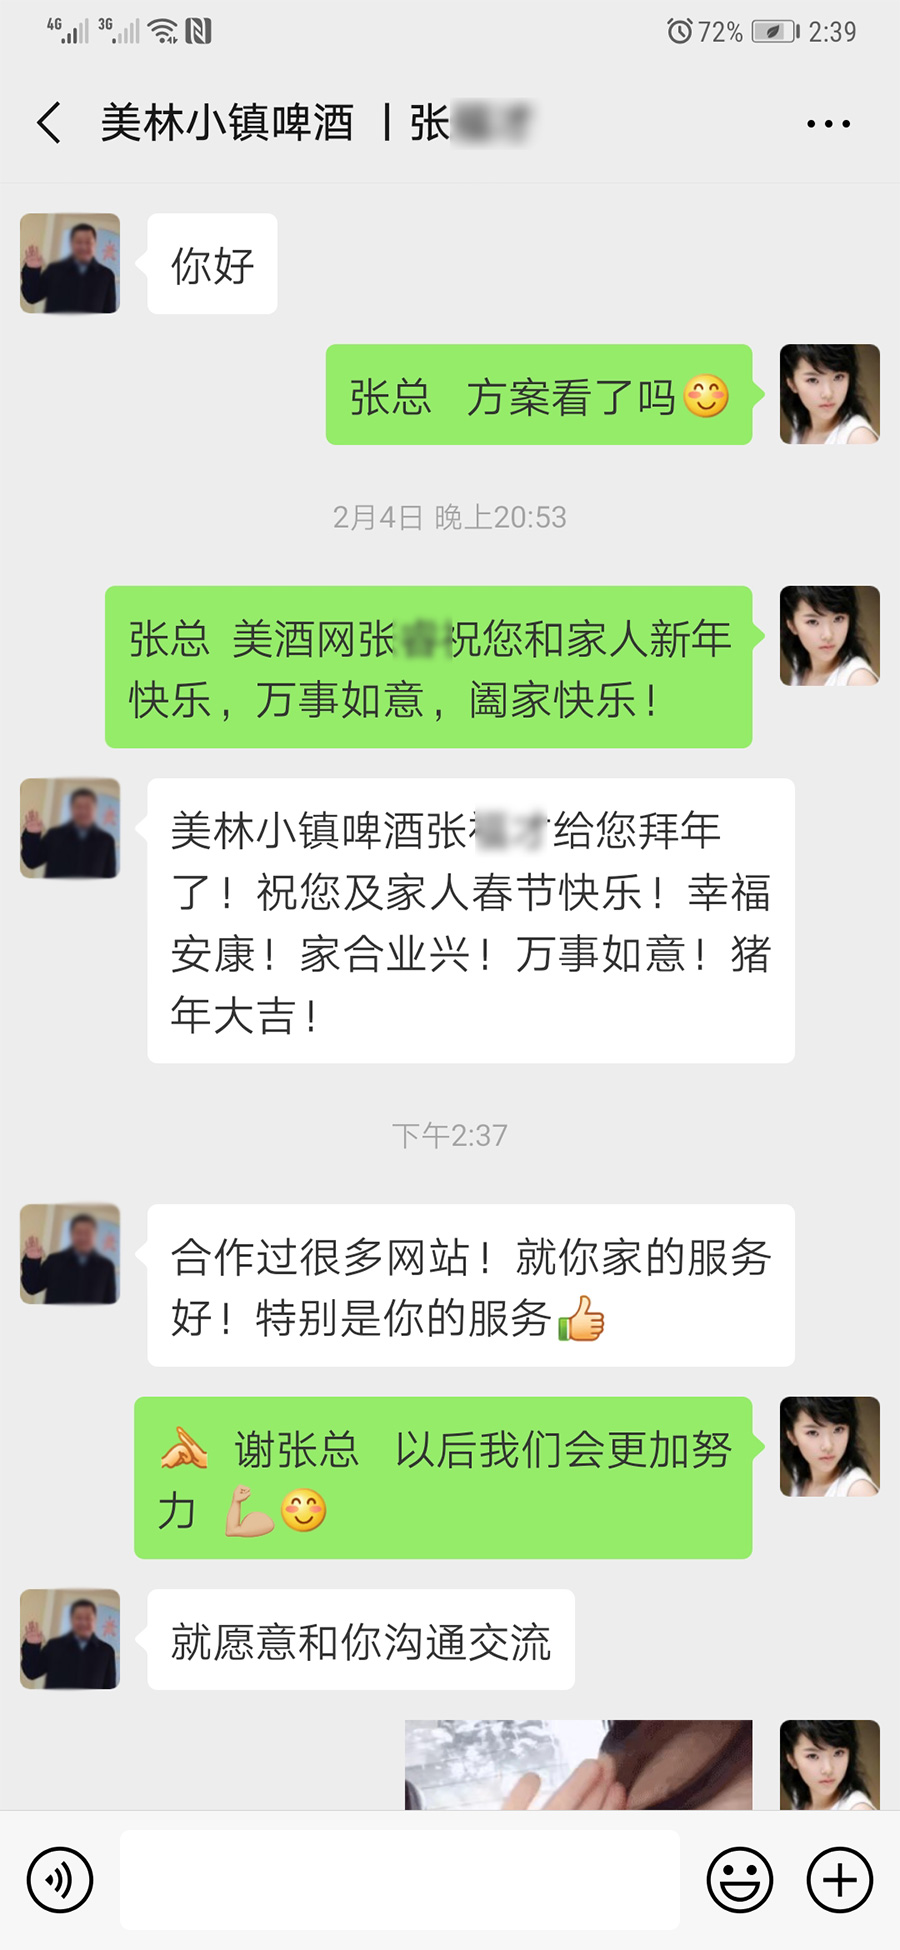 4G 3G 72% 2:39
美林小镇啤酒 丨张
你好
张总 方案看了吗😊
2月4日 晚上20:53
张总 美酒网张 祝您和家人新年
快乐，万事如意，阖家快乐！
美林小镇啤酒张 给您拜年
了！祝您及家人春节快乐！幸福
安康！家合业兴！万事如意！猪
年大吉！
下午2:37
合作过很多网站！就你家的服务
好！特别是你的服务👍
谢张总 以后我们会更加努
力 💪😊
就愿意和你沟通交流